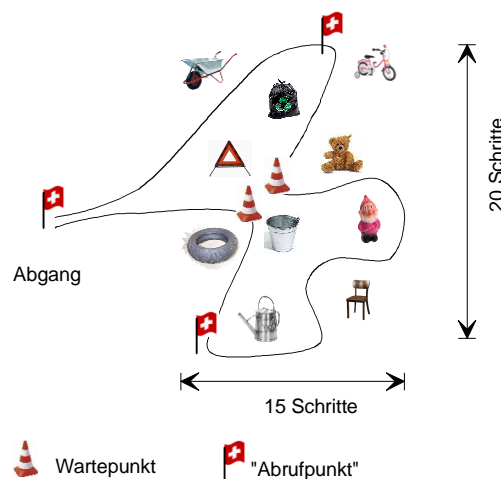 20 Schritte
Abgang
15 Schritte
Wartepunkt
"Abrufpunkt"